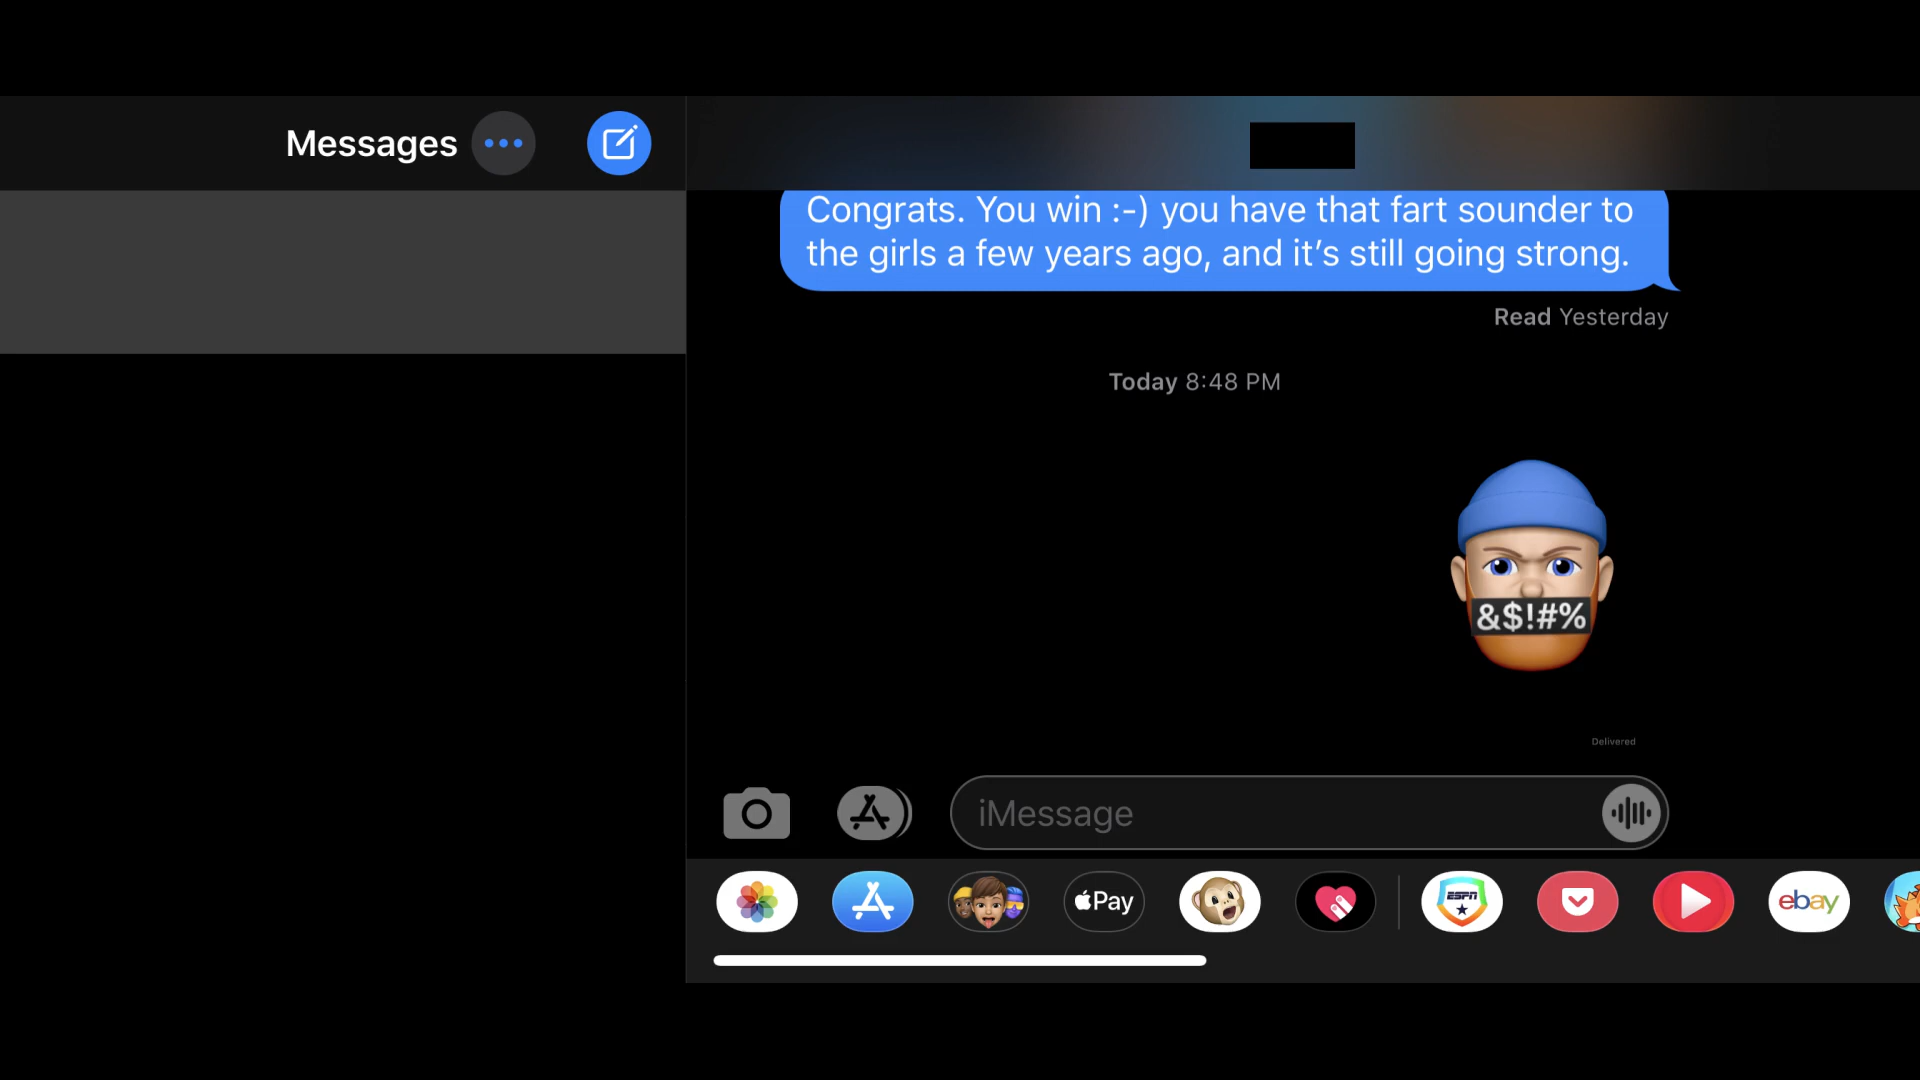 Messages
Congrats. You win :-) you have that fart sounder to
the girls a few years ago, and it’s still going strong.
Read Yesterday
Today 8:48 PM
&$!#%
Delivered
iMessage
Pay
ESPN
ebay